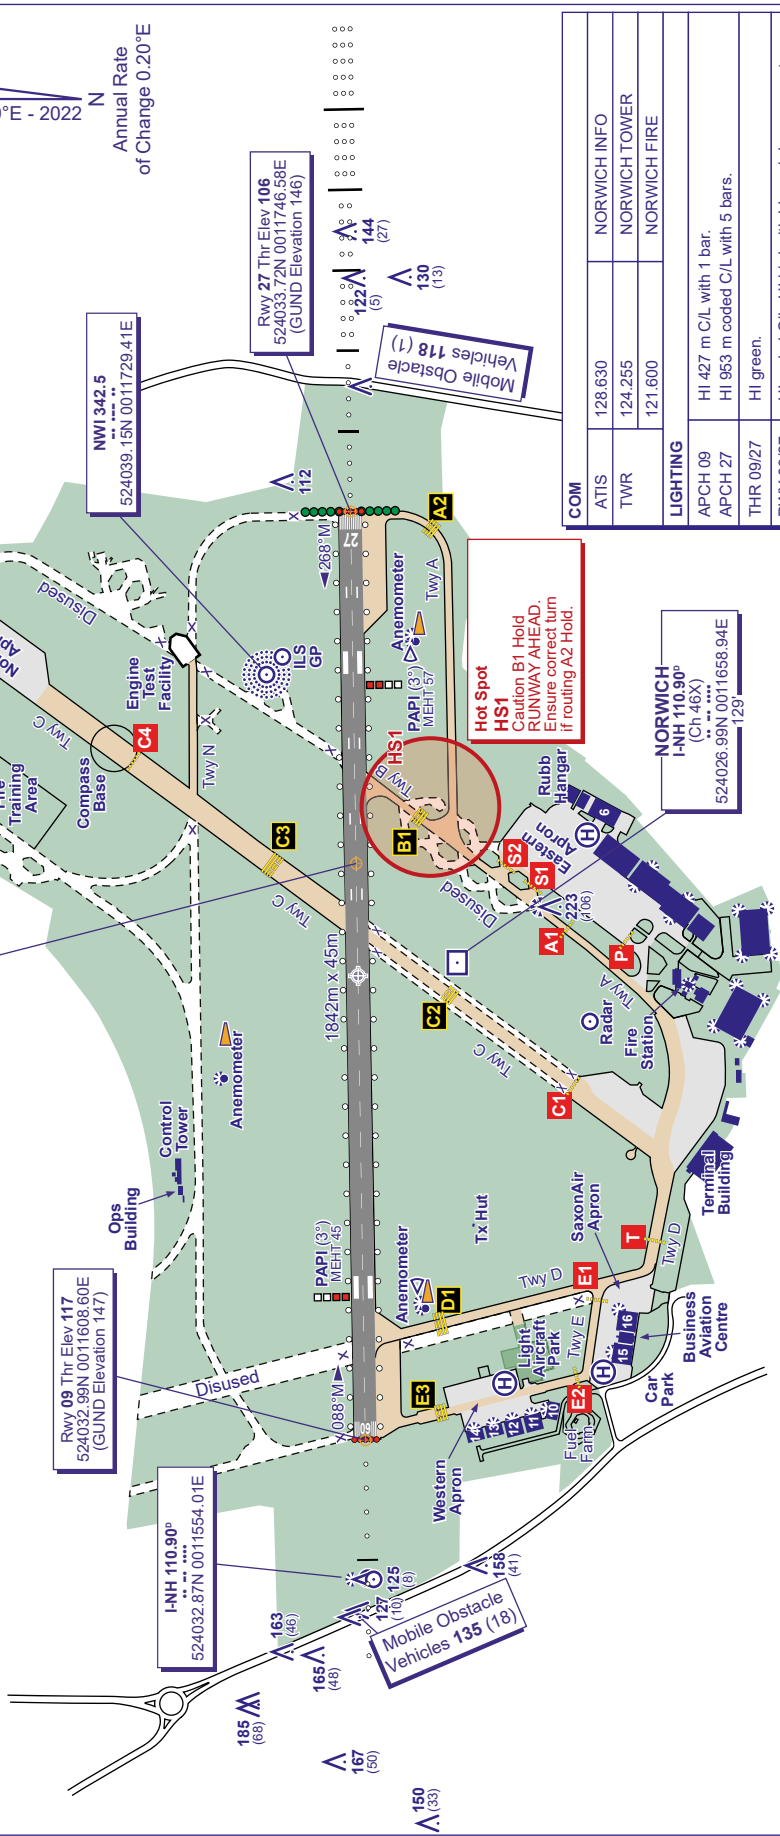 °E - 2022
N
Annual Rate
of Change 0.20°E
NWI 342.5
524039.15N 0011729.41E
Rwy 27 Thr Elev 106
524033.72N 0011746.58E
(GUND Elevation 146)
Rwy 09 Thr Elev 117
524032.99N 0011608.60E
(GUND Elevation 147)
I-NH 110.90ᴰ
524032.87N 0011554.01E
NORWICH
I-NH 110.90ᴰ
(Ch 46X)
524026.99N 0011658.94E
129'
Hot Spot
HS1
Caution B1 Hold
RUNWAY AHEAD.
Ensure correct turn
if routing A2 Hold.
Mobile Obstacle
Vehicles 118 (1)
Mobile Obstacle
Vehicles 135 (18)
COM
ATIS
128.630
NORWICH INFO
TWR
124.255
NORWICH TOWER
121.600
NORWICH FIRE
LIGHTING
APCH 09
HI 427 m C/L with 1 bar.
APCH 27
HI 953 m coded C/L with 5 bars.
THR 09/27
HI green.
185
(68)
163
(46)
165
(48)
167
(50)
150
(33)
127
(10)
125
(8)
158
(41)
112
122
(5)
144
(27)
130
(13)
223
(106)
Training
Area
Compass
Base
Engine
Test
Facility
Disused
Twy C
C4
Twy N
C3
Twy C
ILS
GP
Ops
Building
Control
Tower
Anemometer
Disused
088°M
268°M
09
27
1842m x 45m
PAPI (3°)
MEHT 45
PAPI (3°)
MEHT 57
Anemometer
Anemometer
HS1
Twy B
B1
Twy A
A2
Disused
C2
Twy C
C1
Tx Hut
D1
Twy D
E3
Western
Apron
Light
Aircraft
Park
Twy E
E1
E2
SaxonAir
Apron
T
Twy D
H
H
H
14
13
12
11
10
15
16
Fuel
Farm
Car
Park
Business
Aviation
Centre
Terminal
Building
Radar
Fire
Station
Twy A
P
A1
S1
S2
Eastern
Apron
Rubb
Hangar
6